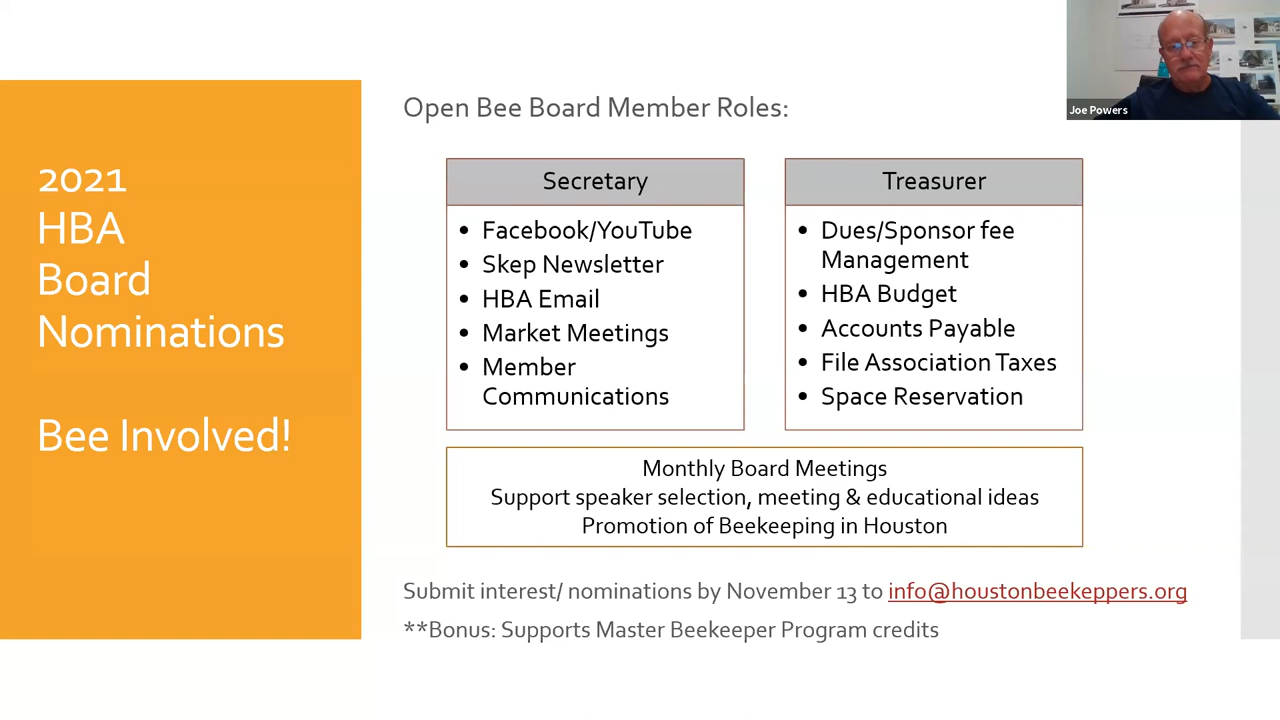 2021
HBA
Board
Nominations
Bee Involved!
Open Bee Board Member Roles:
Secretary
• Facebook/YouTube
• Skep Newsletter
• HBA Email
• Market Meetings
• Member
Communications
Treasurer
• Dues/Sponsor fee
Management
• HBA Budget
• Accounts Payable
• File Association Taxes
• Space Reservation
Monthly Board Meetings
Support speaker selection, meeting & educational ideas
Promotion of Beekeeping in Houston
Submit interest/ nominations by November 13 to info@houstonbeekeppers.org
**Bonus: Supports Master Beekeeper Program credits
Joe Powers